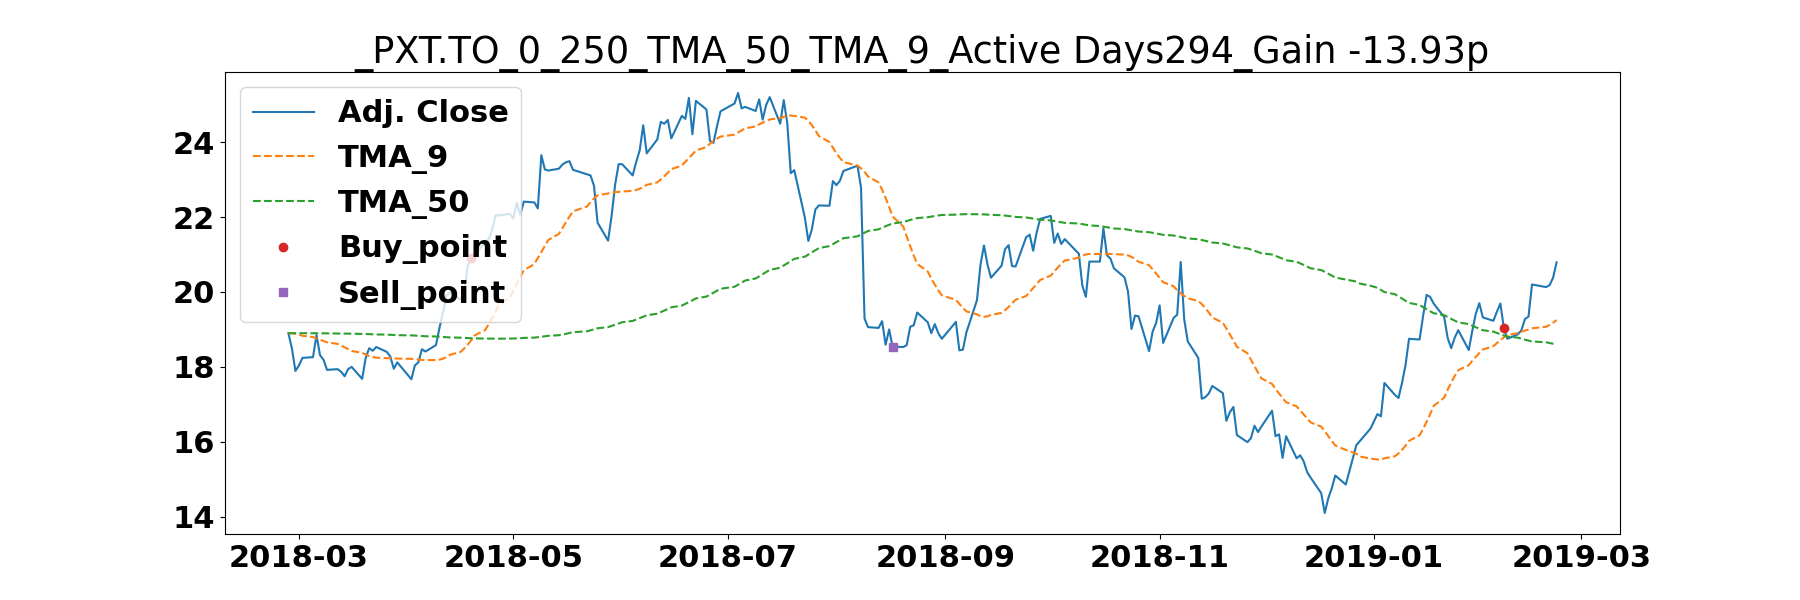 _PXT.TO_0_250_TMA_50_TMA_9_Active Days294_Gain -13.93p
Adj. Close
TMA_9
TMA_50
Buy_point
Sell_point
24
22
20
18
16
14
2018-03 2018-05 2018-07 2018-09 2018-11 2019-01 2019-03